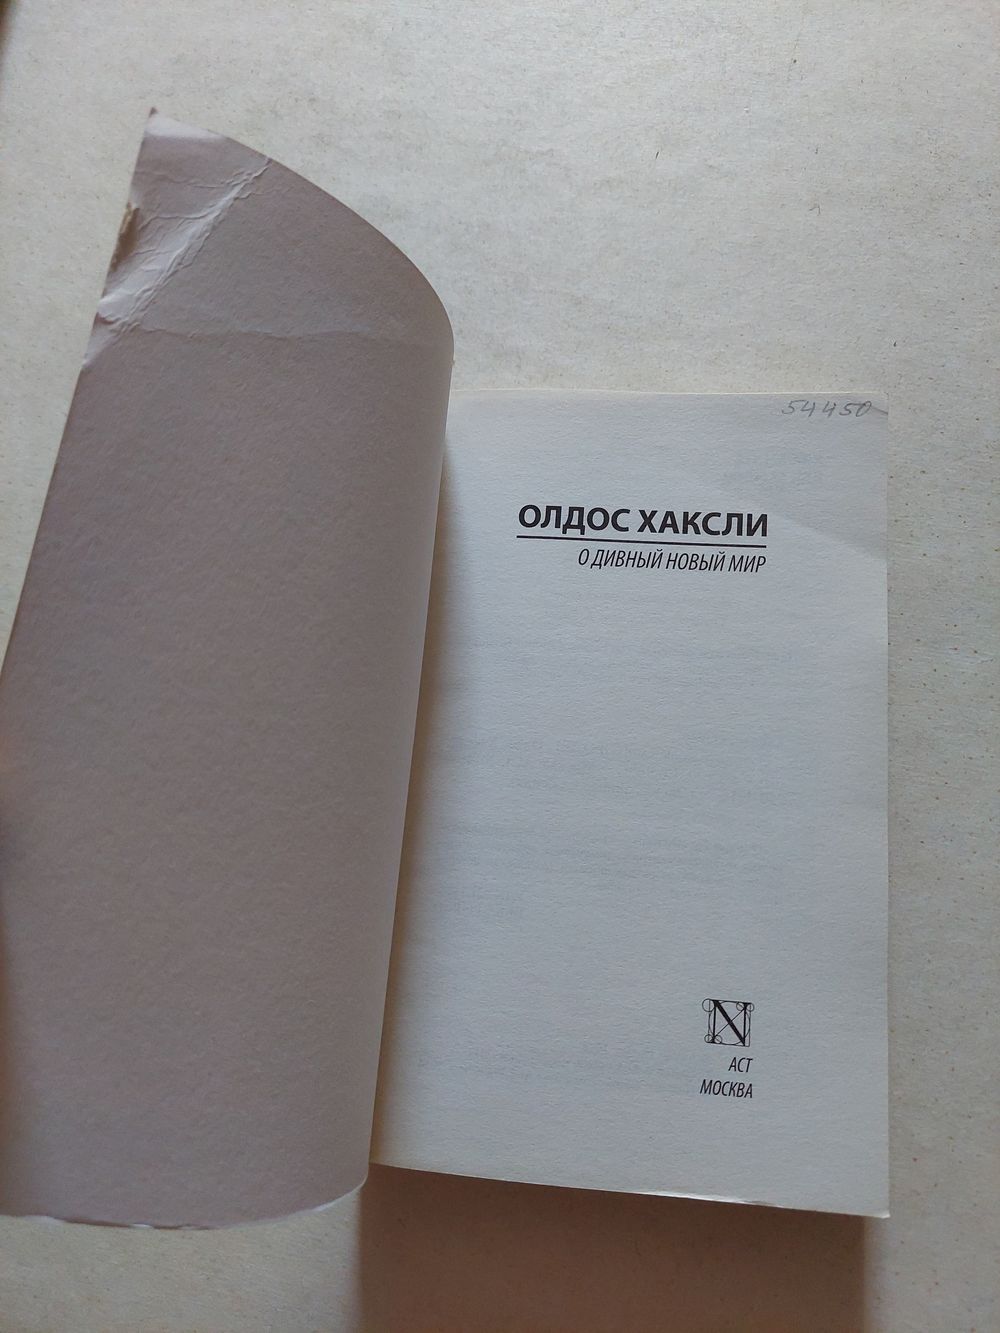 54450
ОЛДОС ХАКСЛИ
О ДИВНЫЙ НОВЫЙ МИР
N
АСТ
МОСКВА